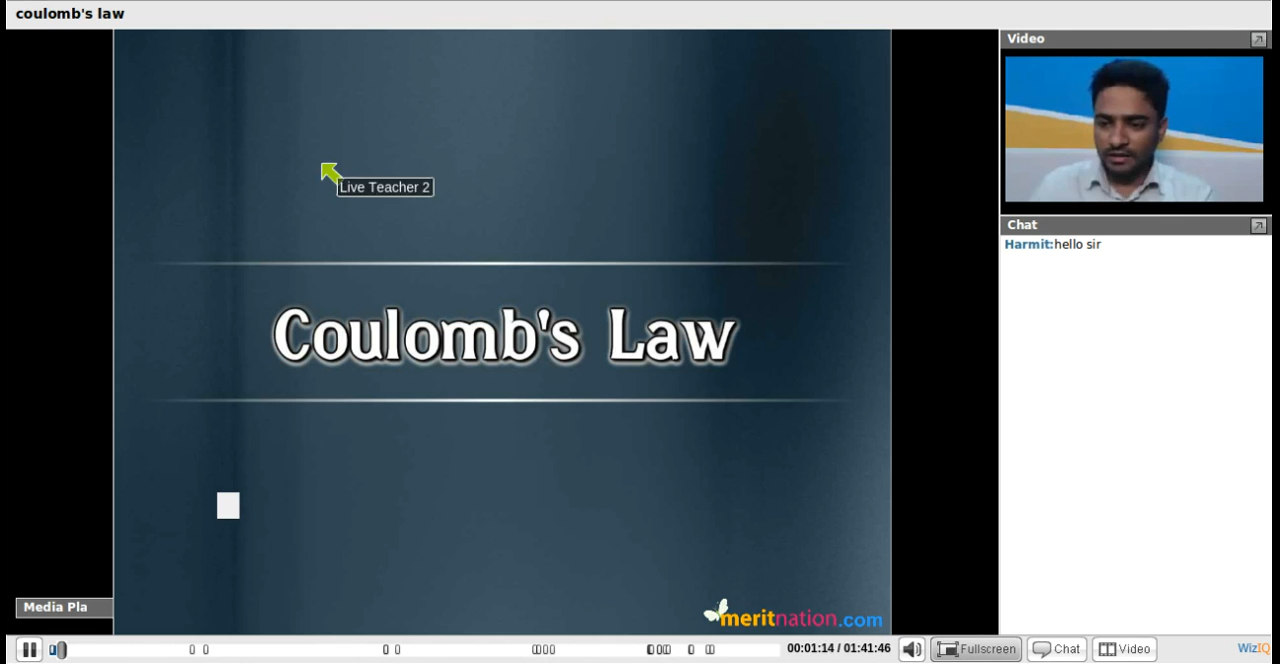 coulomb's law
Video
Live Teacher 2
Chat
Harmit:hello sir
Coulomb's Law
Media Pla
meritnation.com
00:01:14 / 01:41:46
Fullscreen
Chat
Video
WizIQ